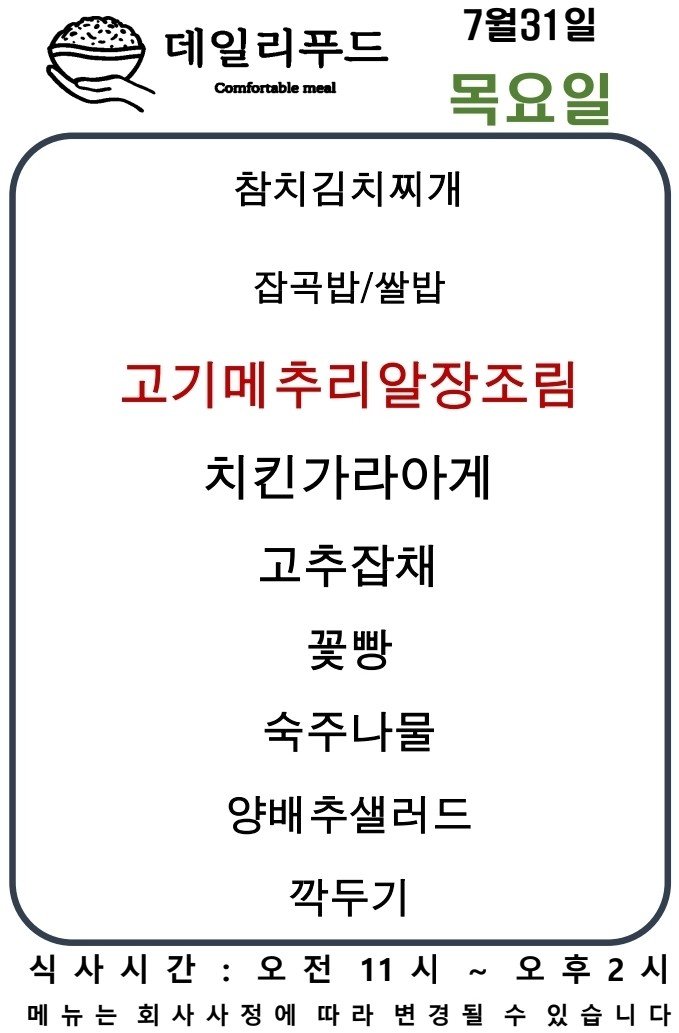 데일리푸드
Comfortable meal
7월31일
목요일
참치김치찌개
잡곡밥/쌀밥
고기메추리알장조림
치킨가라아게
고추잡채
꽃빵
숙주나물
양배추샐러드
깍두기
식사시간 : 오전 11시 ~ 오후2시
메뉴는 회사사정에 따라 변경될 수 있습니다